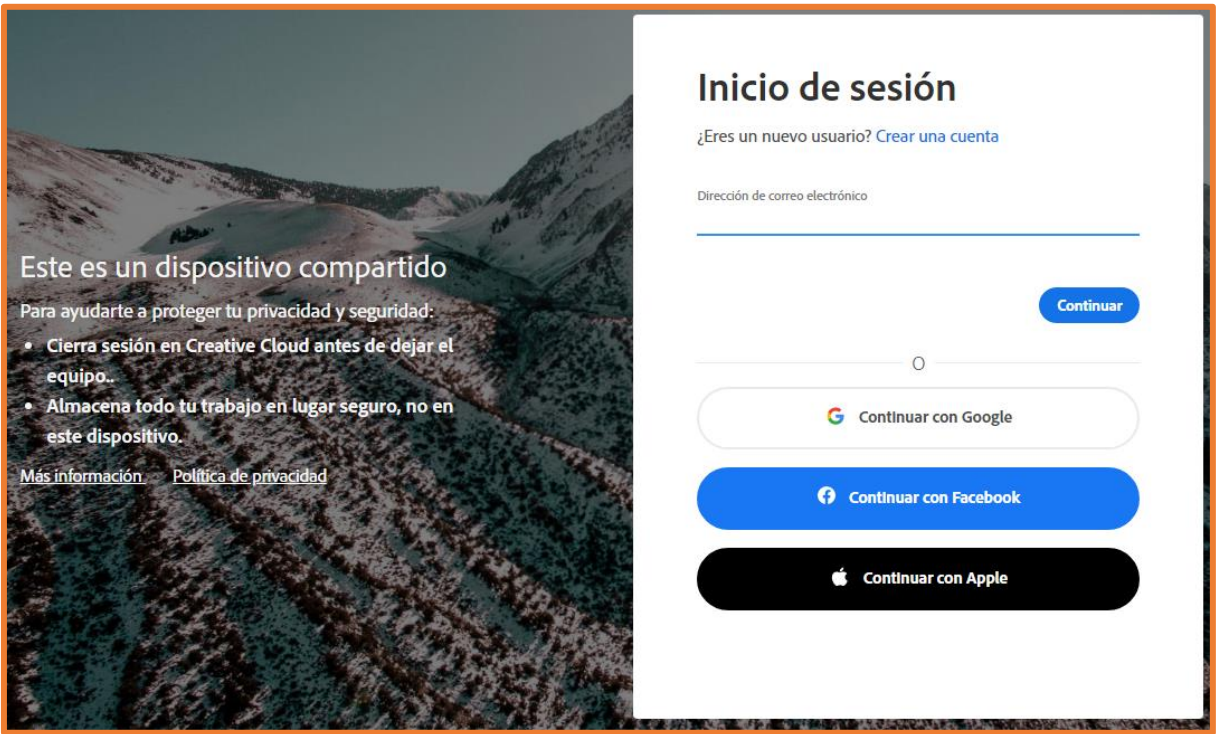 Inicio de sesión
¿Eres un nuevo usuario? Crear una cuenta
Dirección de correo electrónico
Continuar
O
Continuar con Google
Continuar con Facebook
Continuar con Apple
Este es un dispositivo compartido
Para ayudarte a proteger tu privacidad y seguridad:
• Cierra sesión en Creative Cloud antes de dejar el
equipo..
• Almacena todo tu trabajo en lugar seguro, no en
este dispositivo.
Más información Política de privacidad